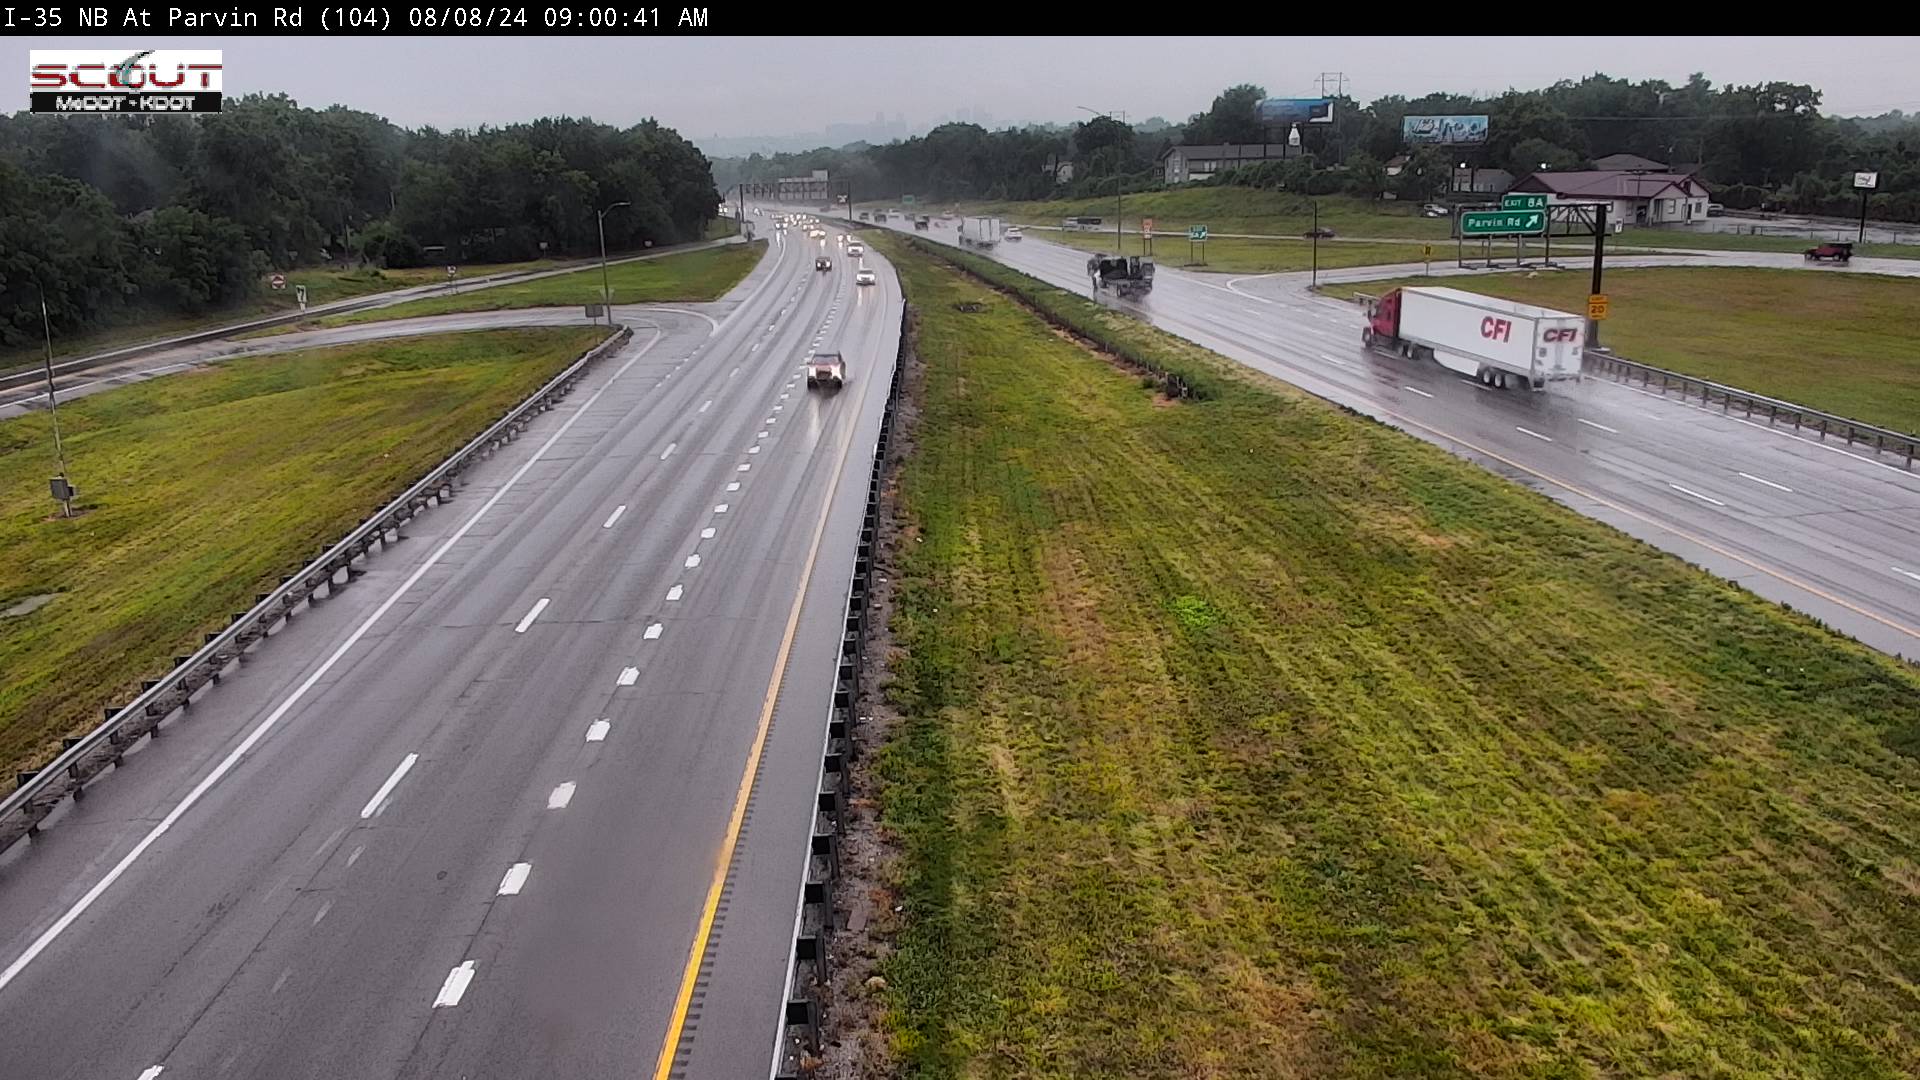 I-35 NB At Parvin Rd (104) 08/08/24 09:00:41 AM
SCOUT
MoDOT - KDOT
EXIT 8A
Parvin Rd
20
CFI
CFI